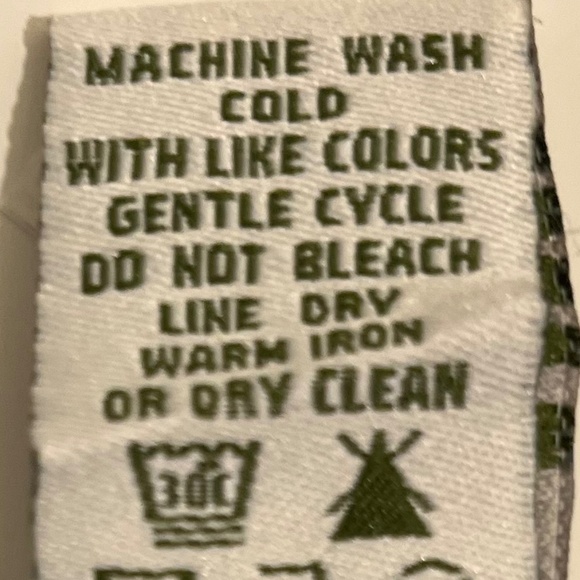 MACHINE WASH
COLD
WITH LIKE COLORS
GENTLE CYCLE
DO NOT BLEACH
LINE DRY
WARM IRON
OR DRY CLEAN
30C